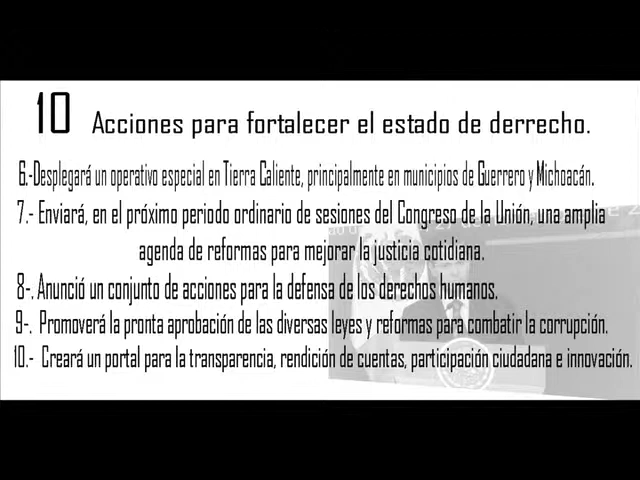 10 Acciones para fortalecer el estado de derrecho.
6.-Desplegará un operativo especial en Tierra Caliente, principalmente en municipios de Guerrero y Michoacán.
7.- Enviará, en el próximo periodo ordinario de sesiones del Congreso de la Unión, una amplia
agenda de reformas para mejorar la justicia cotidiana.
8-. Anunció un conjunto de acciones para la defensa de los derechos humanos.
9-. Promoverá la pronta aprobación de las diversas leyes y reformas para combatir la corrupción.
10.- Creará un portal para la transparencia, rendición de cuentas, participación ciudadana e innovación.